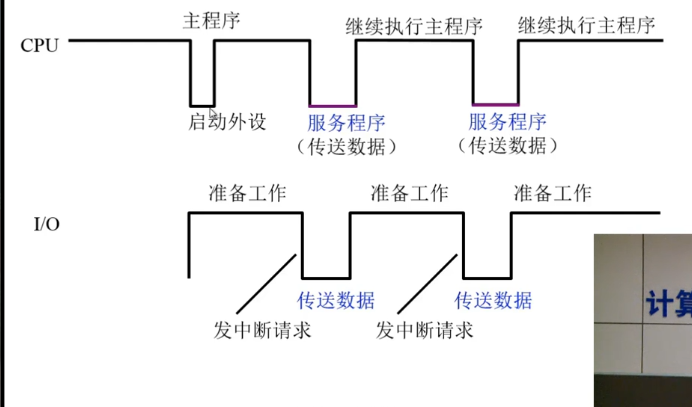 主程序
继续执行主程序
继续执行主程序
CPU
启动外设
服务程序
服务程序
（传送数据）
（传送数据）
准备工作
准备工作
准备工作
I/O
传送数据
传送数据
发中断请求
发中断请求
计